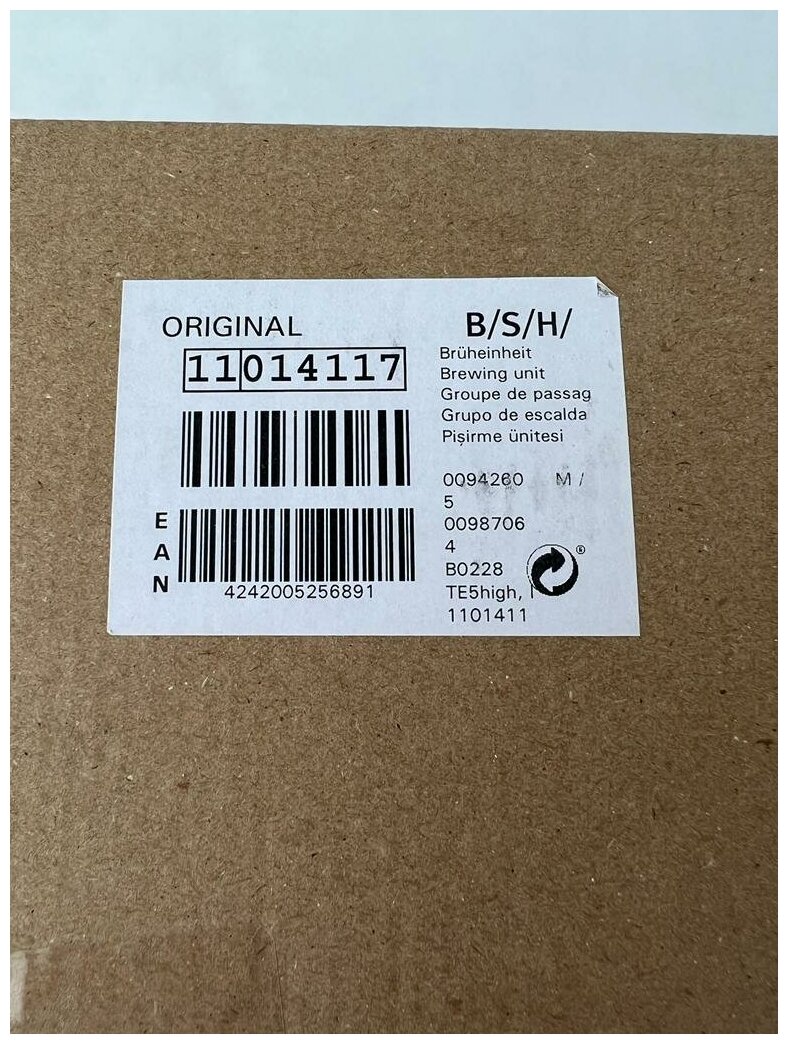 ORIGINAL
11014117
EAN
4242005256891
B/S/H/
Brüheinheit
Brewing unit
Groupe de passag
Grupo de escalda
Pişirme ünitesi
0094260 M /
5
0098706
4
B0228
TE5high,
1101411
®